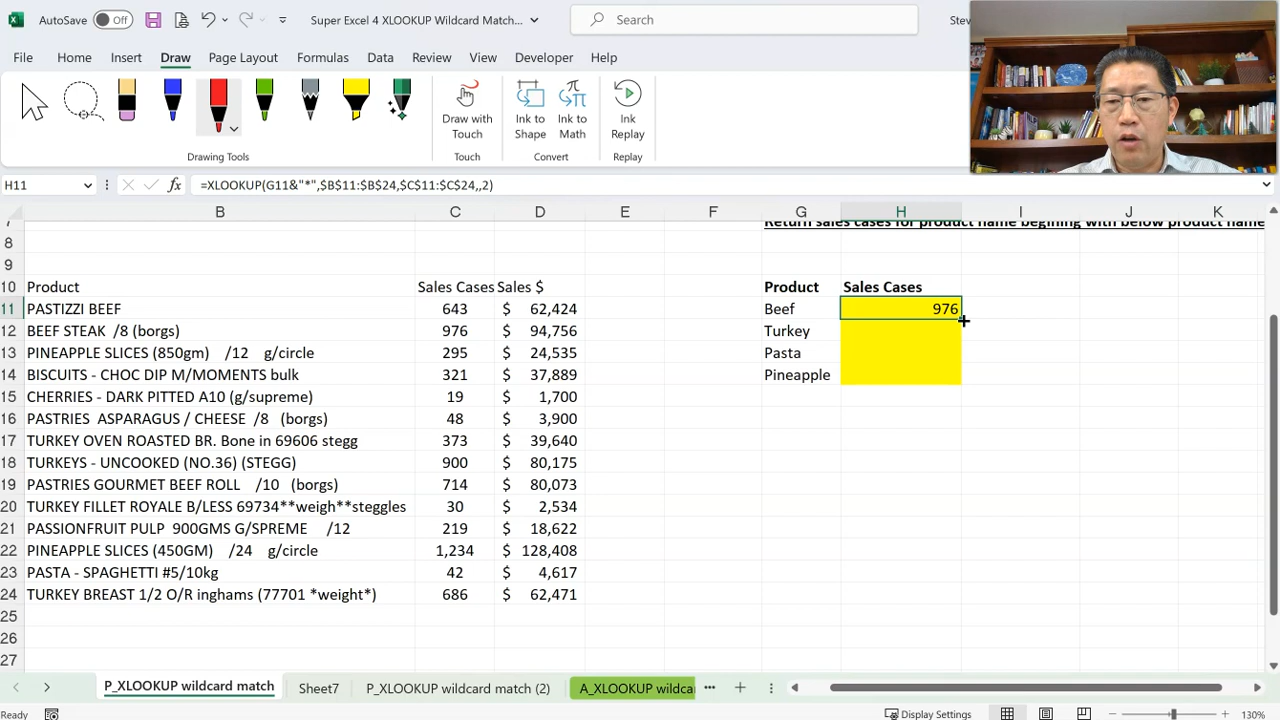 AutoSave Off Super Excel 4 XLOOKUP Wildcard Match... Search
File Home Insert Draw Page Layout Formulas Data Review View Developer Help
Draw with Touch Ink to Shape Ink to Math Ink Replay
Drawing Tools Touch Convert Replay
H11 fx =XLOOKUP(G11&"*",$B$11:$B$24,$C$11:$C$24,,2)
B C D E F G H I J K
7 Return sales cases for product name begining with below product name
8
9
10 Product Sales Cases Sales $ Product Sales Cases
11 PASTIZZI BEEF 643 $ 62,424 Beef 976
12 BEEF STEAK /8 (borgs) 976 $ 94,756 Turkey
13 PINEAPPLE SLICES (850gm) /12 g/circle 295 $ 24,535 Pasta
14 BISCUITS - CHOC DIP M/MOMENTS bulk 321 $ 37,889 Pineapple
15 CHERRIES - DARK PITTED A10 (g/supreme) 19 $ 1,700
16 PASTRIES ASPARAGUS / CHEESE /8 (borgs) 48 $ 3,900
17 TURKEY OVEN ROASTED BR. Bone in 69606 stegg 373 $ 39,640
18 TURKEYS - UNCOOKED (NO.36) (STEGG) 900 $ 80,175
19 PASTRIES GOURMET BEEF ROLL /10 (borgs) 714 $ 80,073
20 TURKEY FILLET ROYALE B/LESS 69734**weigh**steggles 30 $ 2,534
21 PASSIONFRUIT PULP 900GMS G/SPREME /12 219 $ 18,622
22 PINEAPPLE SLICES (450GM) /24 g/circle 1,234 $ 128,408
23 PASTA - SPAGHETTI #5/10kg 42 $ 4,617
24 TURKEY BREAST 1/2 O/R inghams (77701 *weight*) 686 $ 62,471
25
26
27
P_XLOOKUP wildcard match Sheet7 P_XLOOKUP wildcard match (2) A_XLOOKUP wildca ...
Ready Display Settings 130%